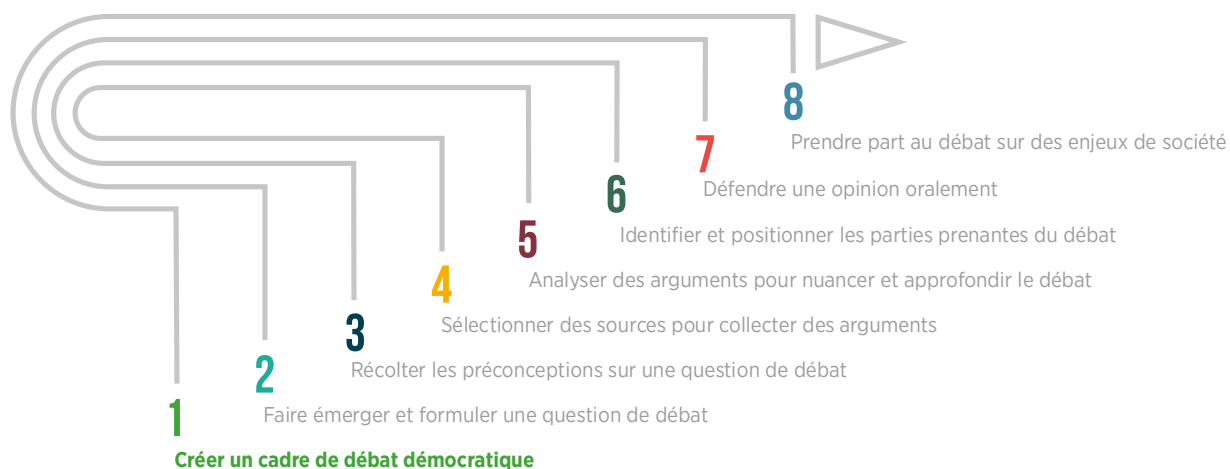 8
Prendre part au débat sur des enjeux de société
7
Défendre une opinion oralement
6
Identifier et positionner les parties prenantes du débat
5
Analyser des arguments pour nuancer et approfondir le débat
4
Sélectionner des sources pour collecter des arguments
3
Récolter les préconceptions sur une question de débat
2
Faire émerger et formuler une question de débat
1
Créer un cadre de débat démocratique